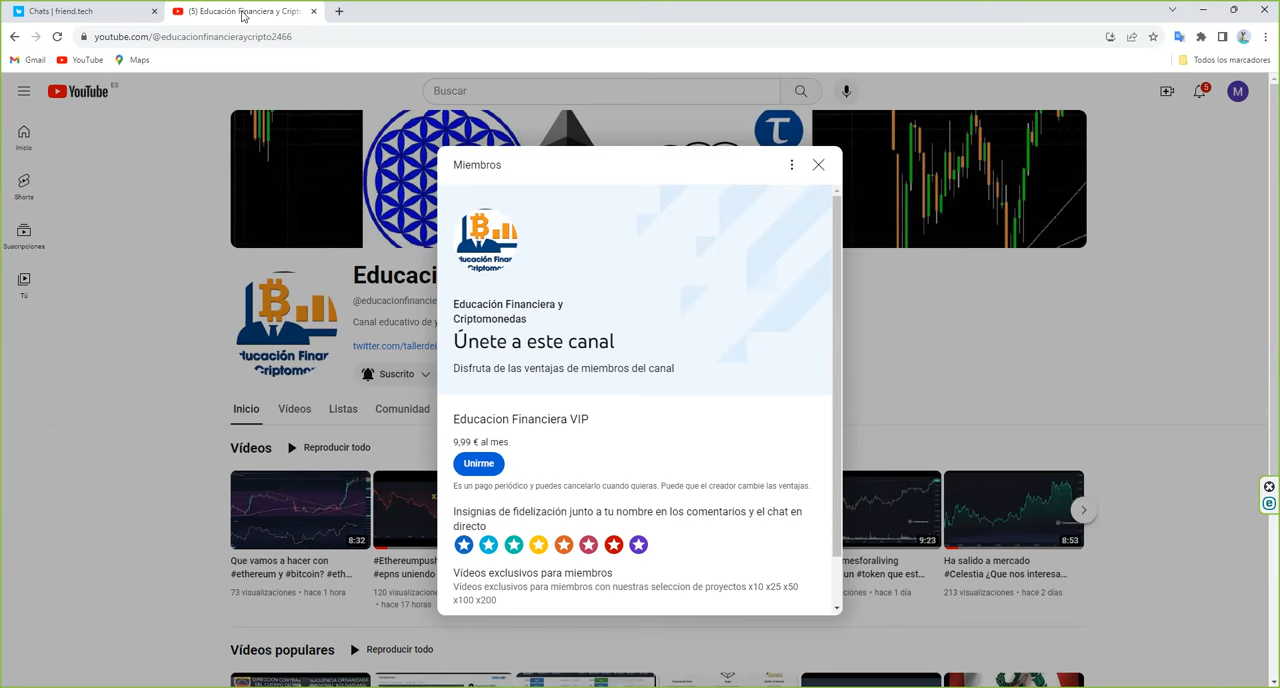 Chats | friend.tech
(5) Educación Financiera y Cripto
youtube.com/@educacionfinancieraycripto2466
Gmail
YouTube
Maps
Todos los marcadores
YouTube
ES
Buscar
5
M
Inicio
Shorts
Suscripciones
Tú
Educaci
@educacionfinancie
Canal educativo de y
twitter.com/tallerdei
Suscrito
Inicio
Vídeos
Listas
Comunidad
Vídeos
Reproducir todo
8:32
9:23
8:53
Que vamos a hacer con
#ethereum y #bitcoin? #eth...
73 visualizaciones • hace 1 hora
#Ethereumpush
#epns uniendo
120 visualizaciones
• hace 17 horas
mesforaliving
un #token que est...
ciones • hace 1 día
Ha salido a mercado
#Celestia ¿Que nos interesa...
213 visualizaciones • hace 2 días
Vídeos populares
Reproducir todo
Miembros
Educación Financiera y
Criptomonedas
Únete a este canal
Disfruta de las ventajas de miembros del canal
Educacion Financiera VIP
9,99 € al mes
Unirme
Es un pago periódico y puedes cancelarlo cuando quieras. Puede que el creador cambie las ventajas.
Insignias de fidelización junto a tu nombre en los comentarios y el chat en
directo
Vídeos exclusivos para miembros
Vídeos exclusivos para miembros con nuestras seleccion de proyectos x10 x25 x50
x100 x200